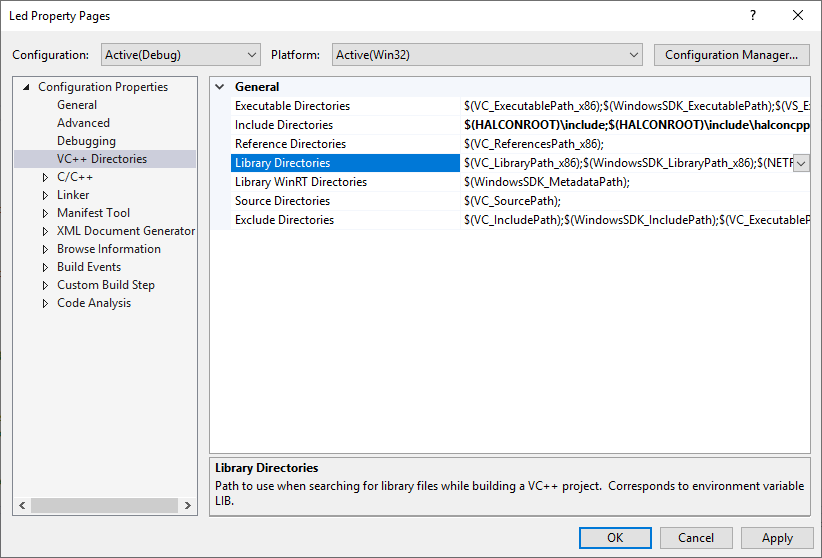 Led Property Pages
?
Configuration: Active(Debug) Platform: Active(Win32) Configuration Manager...
Configuration Properties
General
Advanced
Debugging
VC++ Directories
C/C++
Linker
Manifest Tool
XML Document Generator
Browse Information
Build Events
Custom Build Step
Code Analysis
General
Executable Directories $(VC_ExecutablePath_x86);$(WindowsSDK_ExecutablePath);$(VS_E
Include Directories $(HALCONROOT)\include;$(HALCONROOT)\include\halconcpp
Reference Directories $(VC_ReferencesPath_x86);
Library Directories $(VC_LibraryPath_x86);$(WindowsSDK_LibraryPath_x86);$(NETF
Library WinRT Directories $(WindowsSDK_MetadataPath);
Source Directories $(VC_SourcePath);
Exclude Directories $(VC_IncludePath);$(WindowsSDK_IncludePath);$(VC_ExecutableP
Library Directories
Path to use when searching for library files while building a VC++ project.  Corresponds to environment variable
LIB.
OK Cancel Apply